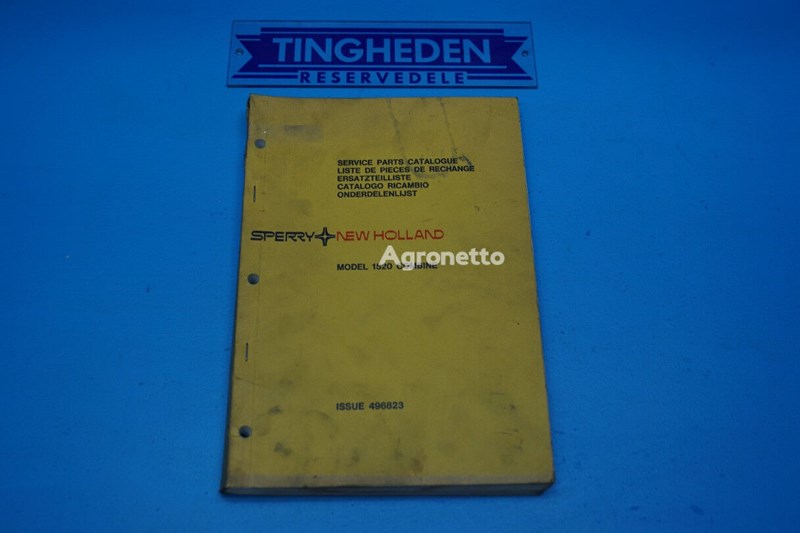 TINGHEDEN
RESERVEDELE
SERVICE PARTS CATALOGUE
LISTE DE PIECES DE RECHANGE
ERSATZTEILLISTE
CATALOGO RICAMBIO
ONDERDELENLIJST
SPERRY NEW HOLLAND
Agronetto
MODEL 1520 COMBINE
ISSUE 496823